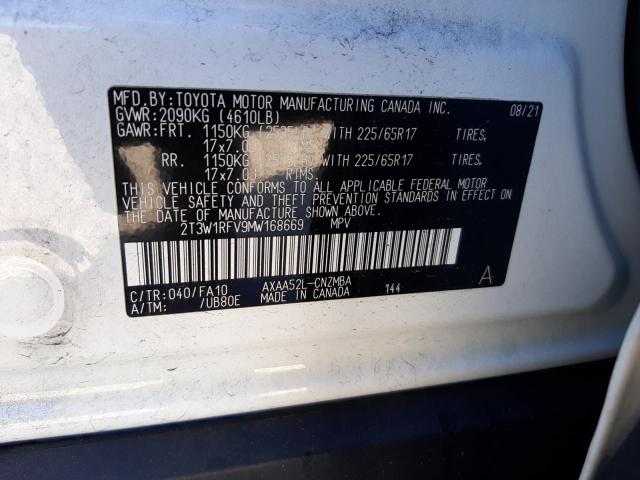 MFD.BY:TOYOTA MOTOR MANUFACTURING CANADA INC. 08/21
GVWR:2090KG (4610LB)
GAWR:FRT. 1150KG WITH 225/65R17 TIRES,
17x7.0
RR. 1150KG WITH 225/65R17 TIRES,
17x7.0 RIMS.
THIS VEHICLE CONFORMS TO ALL APPLICABLE FEDERAL MOTOR
VEHICLE SAFETY AND THEFT PREVENTION STANDARDS IN EFFECT ON
THE DATE OF MANUFACTURE SHOWN ABOVE.
2T3W1RFV9MW168669 MPV
C/TR:040/FA10 AXAA52L-CNZMBA 144 A
A/TM: /UB80E MADE IN CANADA